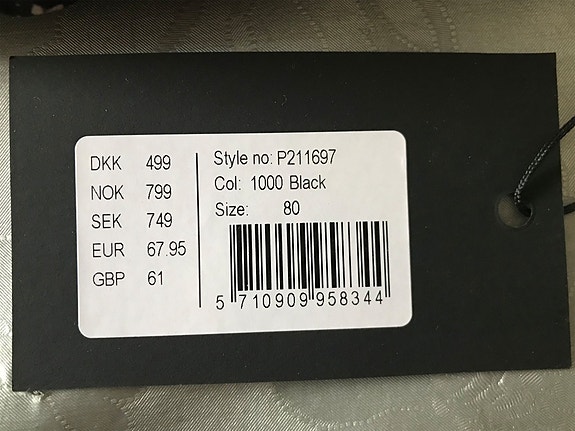 DKK 499
NOK 799
SEK 749
EUR 67.95
GBP 61
Style no: P211697
Col: 1000 Black
Size: 80
5 710909 958344